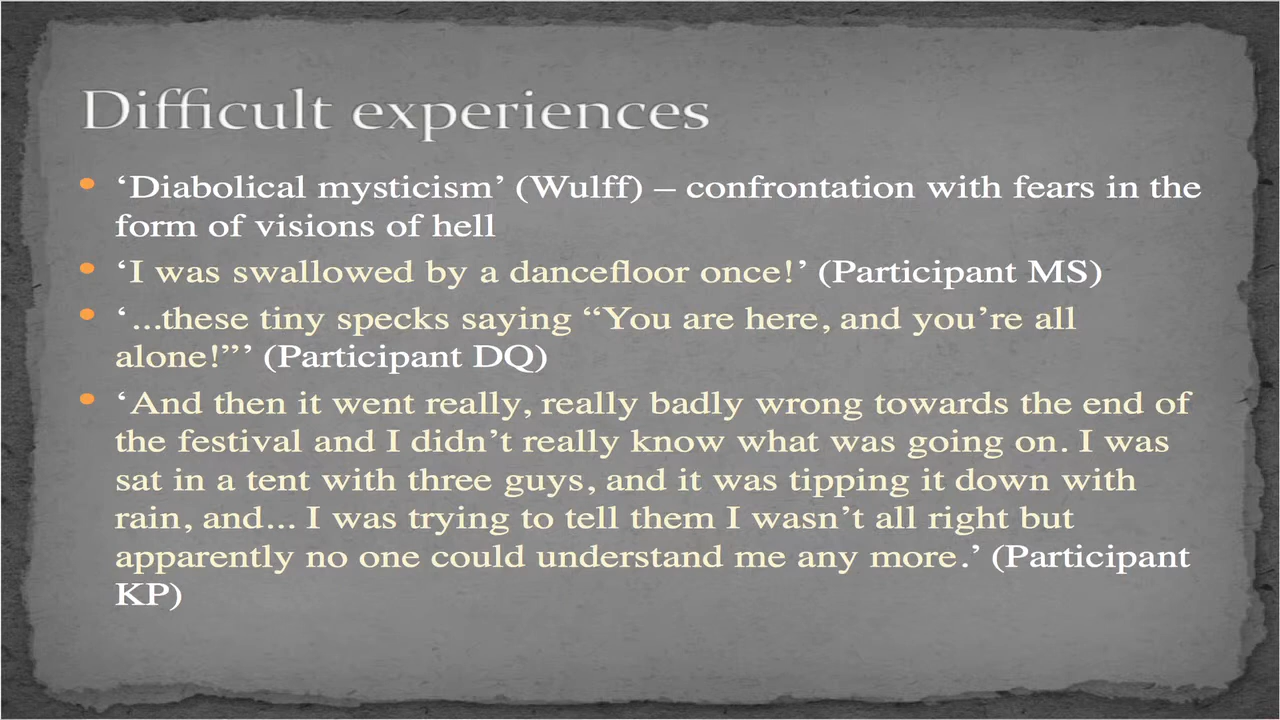 Difficult experiences
‘Diabolical mysticism’ (Wulff) – confrontation with fears in the
form of visions of hell
‘I was swallowed by a dancefloor once!’ (Participant MS)
‘...these tiny specks saying “You are here, and you’re all
alone!”’ (Participant DQ)
‘And then it went really, really badly wrong towards the end of
the festival and I didn’t really know what was going on. I was
sat in a tent with three guys, and it was tipping it down with
rain, and... I was trying to tell them I wasn’t all right but
apparently no one could understand me any more.’ (Participant
KP)